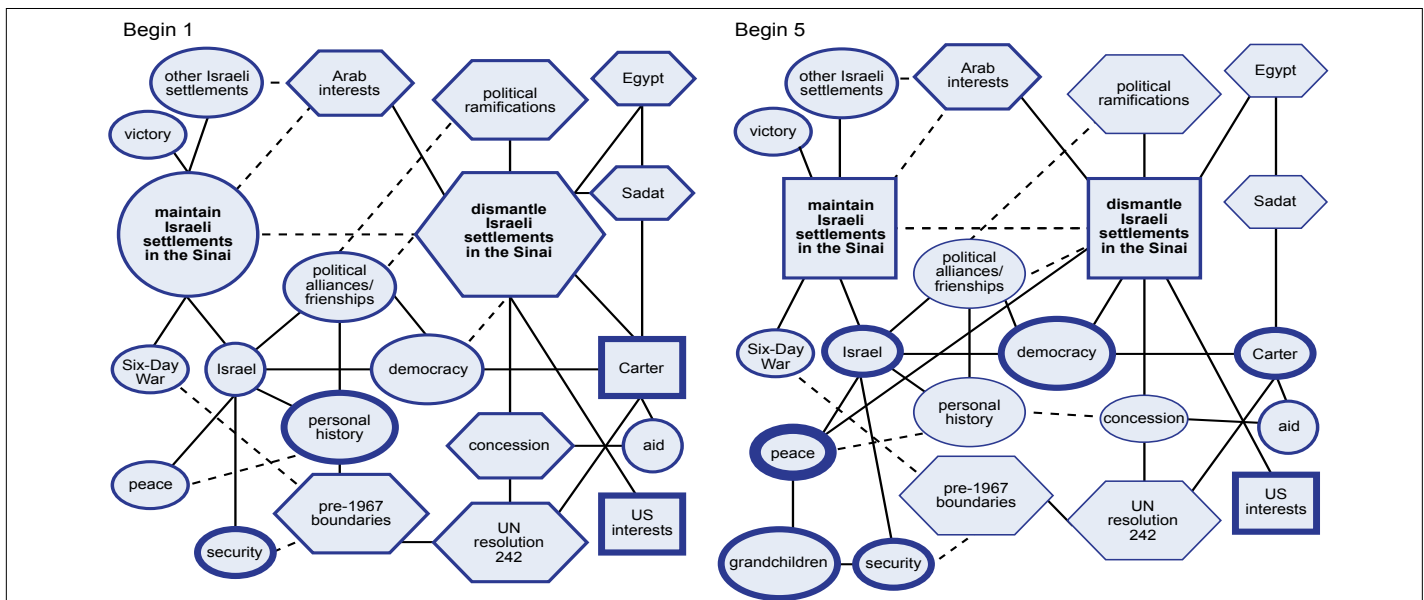 Begin 1
other Israeli
settlements
Arab
interests
political
ramifications
Egypt
victory
Sadat
maintain
Israeli
settlements
in the Sinai
dismantle
Israeli
settlements
in the Sinai
political
alliances/
frienships
Six-Day
War
Israel
democracy
Carter
personal
history
concession
aid
peace
pre-1967
boundaries
UN
resolution
242
US
interests
security
Begin 5
other Israeli
settlements
Arab
interests
political
ramifications
Egypt
victory
Sadat
maintain
Israeli
settlements
in the Sinai
dismantle
Israeli
settlements
in the Sinai
political
alliances/
frienships
Six-Day
War
Israel
democracy
Carter
personal
history
concession
aid
peace
pre-1967
boundaries
UN
resolution
242
US
interests
grandchildren
security